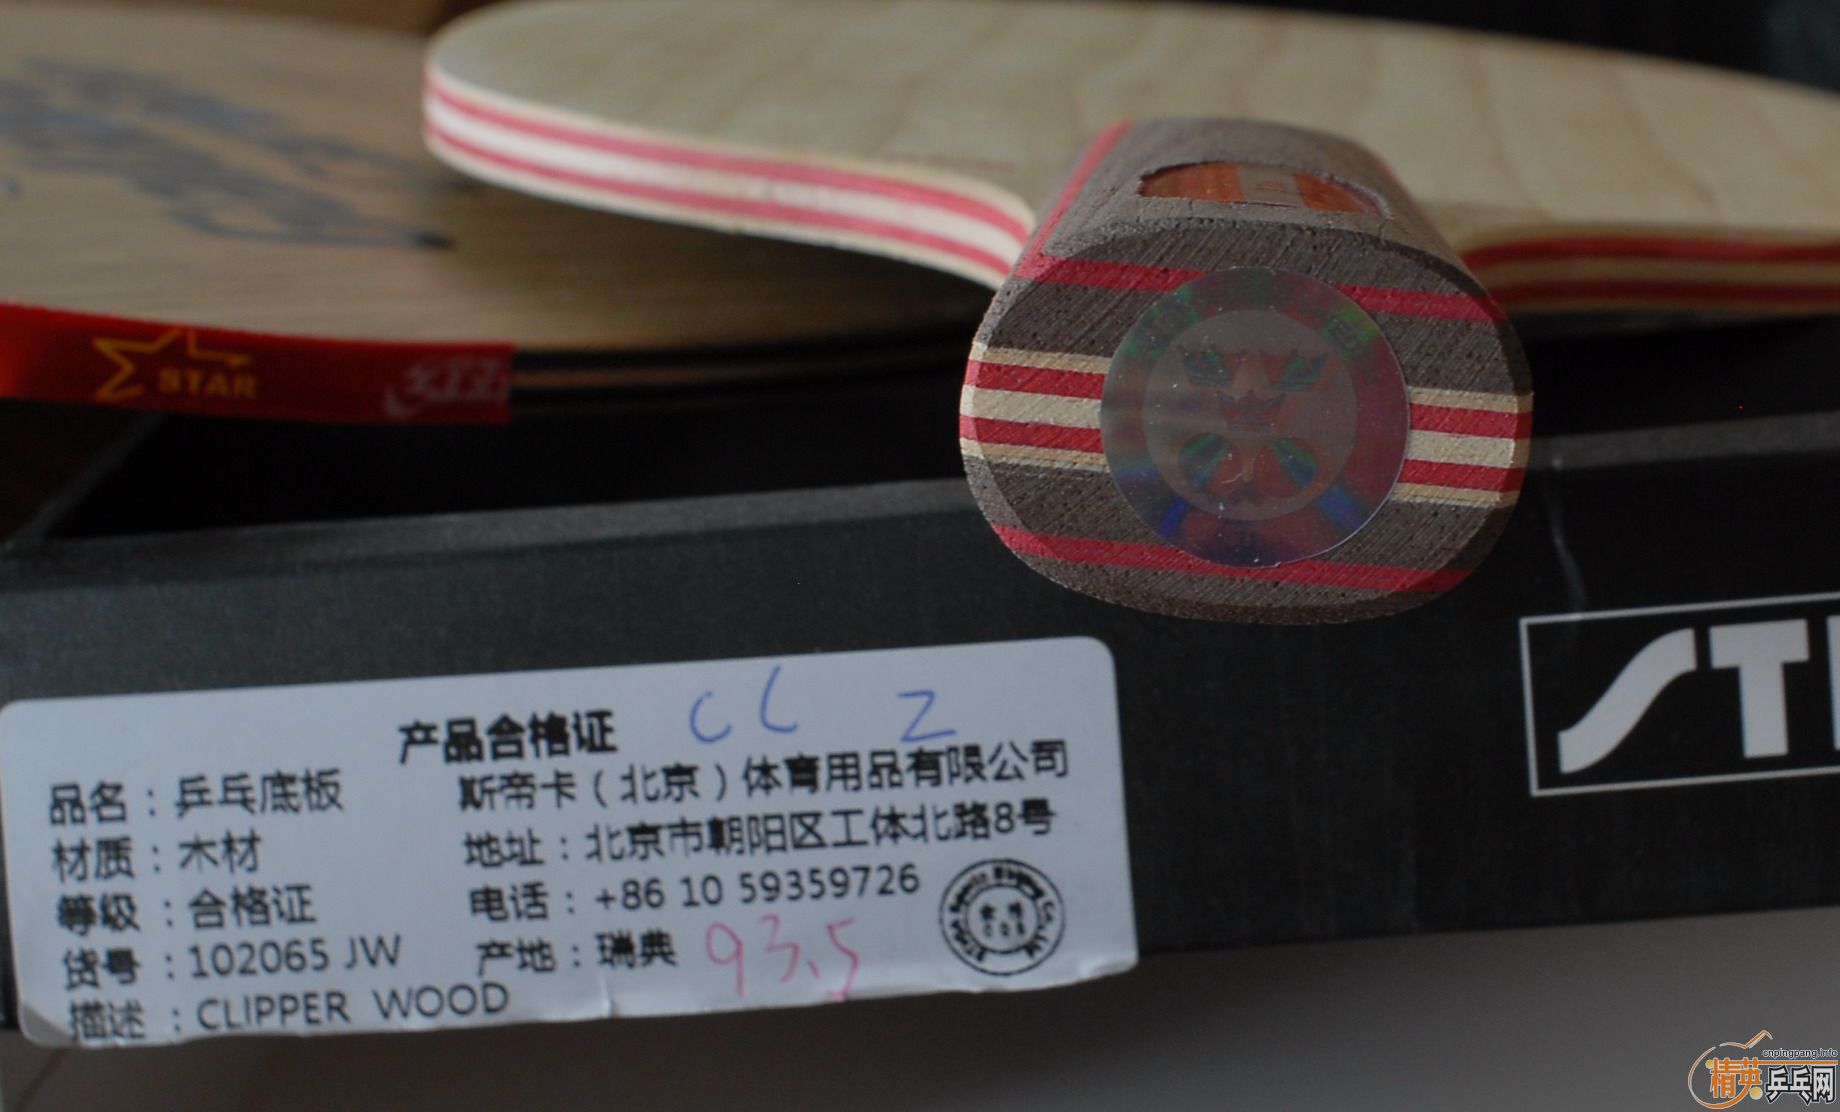 STAR
产品合格证
CL Z
品名：乒乓底板
斯帝卡（北京）体育用品有限公司
材质：木材
地址：北京市朝阳区工体北路8号
等级：合格证
电话：+86 10 59359726
货号：102065 JW
产地：瑞典
93.5
描述：CLIPPER WOOD
STI
cnpingpang.info
精英乒乓网